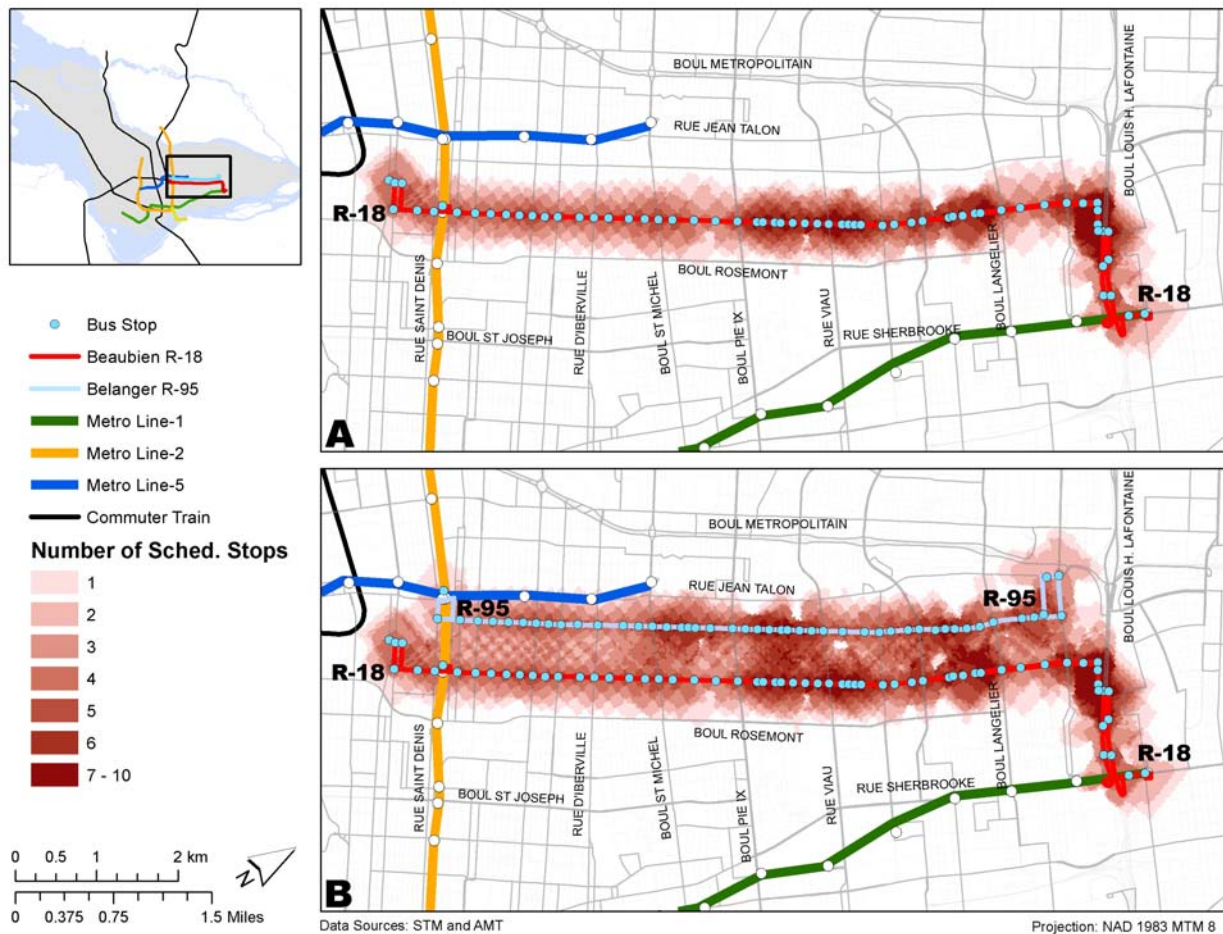 Bus Stop
Beaubien R-18
Belanger R-95
Metro Line-1
Metro Line-2
Metro Line-5
Commuter Train
Number of Sched. Stops
1
2
3
4
5
6
7 - 10
0 0.5 1 2 km
0 0.375 0.75 1.5 Miles
N
BOUL METROPOLITAIN
RUE JEAN TALON
BOUL LOUIS H. LAFONTAINE
R-18
BOUL ROSEMONT
RUE SAINT DENIS
BOUL ST JOSEPH
RUE D'IBERVILLE
BOUL ST MICHEL
BOUL PIE IX
RUE VIAU
BOUL LANGELIER
RUE SHERBROOKE
R-18
A
BOUL METROPOLITAIN
RUE JEAN TALON
BOUL LOUIS H. LAFONTAINE
R-95
R-95
R-18
BOUL ROSEMONT
RUE SAINT DENIS
BOUL ST JOSEPH
RUE D'IBERVILLE
BOUL ST MICHEL
BOUL PIE IX
RUE VIAU
BOUL LANGELIER
RUE SHERBROOKE
R-18
B
Data Sources: STM and AMT
Projection: NAD 1983 MTM 8